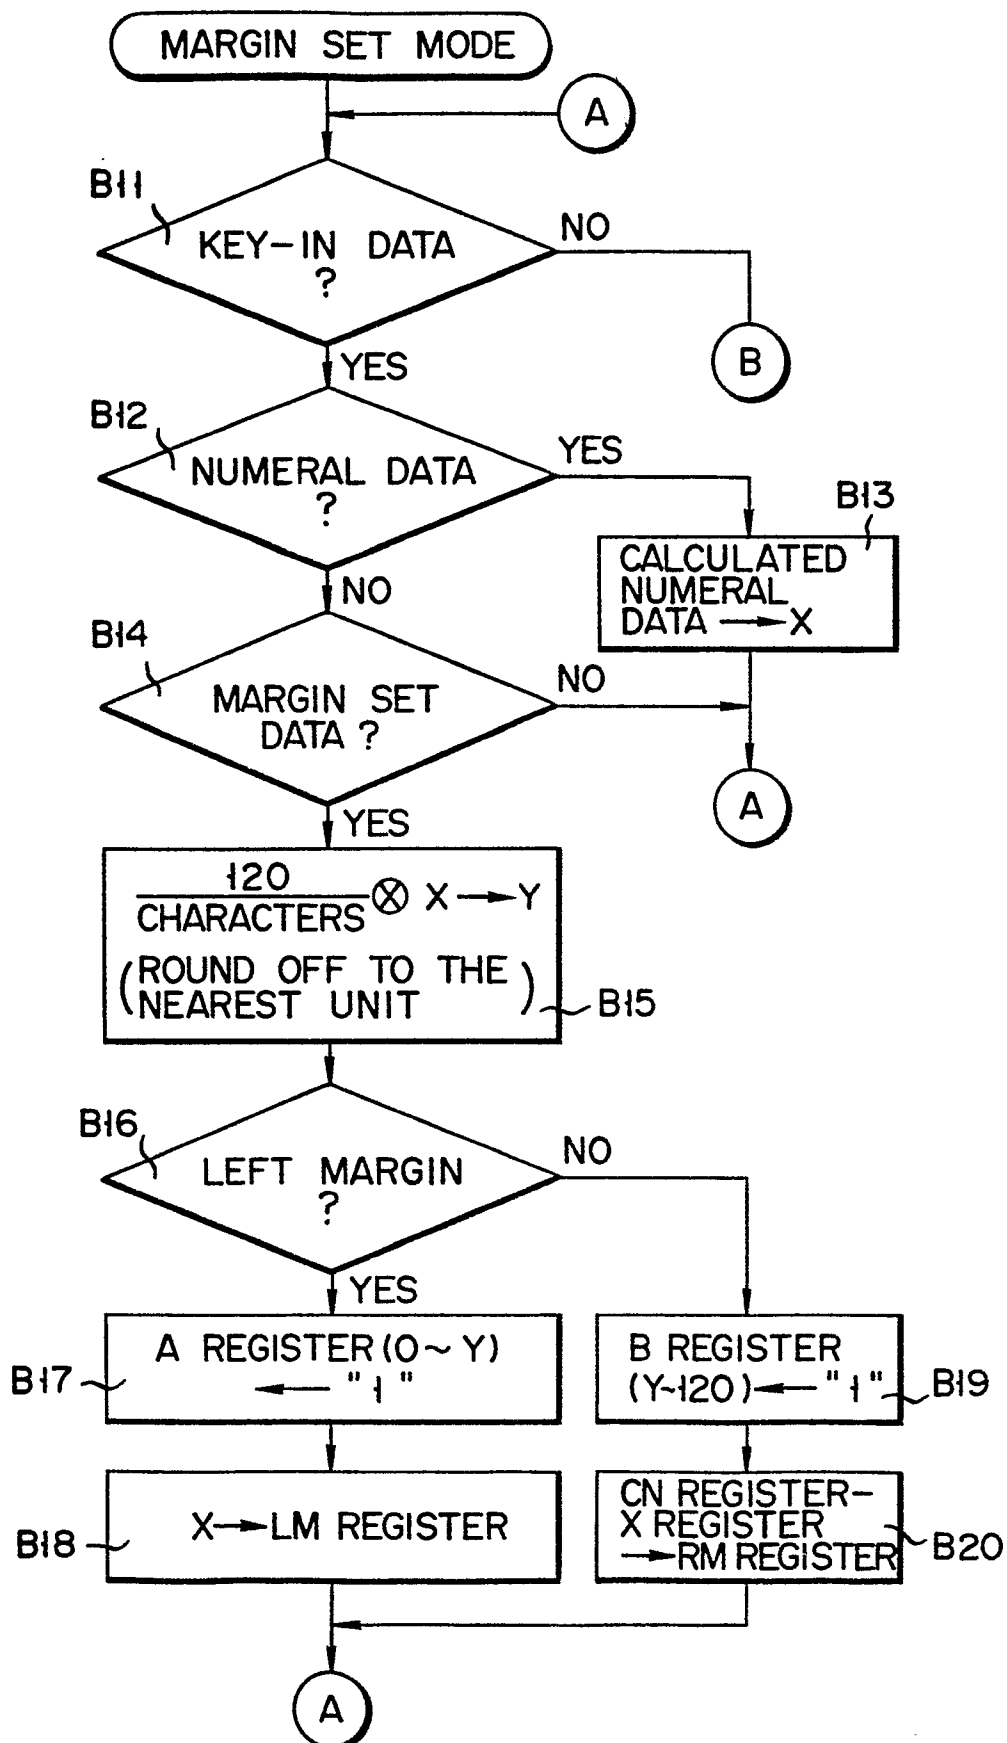 MARGIN SET MODE
A
B11
KEY-IN DATA
?
NO
B
YES
B12
NUMERAL DATA
?
YES
B13
CALCULATED
NUMERAL
DATA → X
NO
B14
MARGIN SET
DATA ?
NO
A
YES
120
CHARACTERS
⊗ X → Y
(ROUND OFF TO THE
NEAREST UNIT)
B15
B16
LEFT MARGIN
?
NO
YES
A REGISTER (0 ~ Y)
← "1"
B17
B REGISTER
(Y~120) ← "1"
B19
X → LM REGISTER
B18
CN REGISTER-
X REGISTER
→ RM REGISTER
B20
A